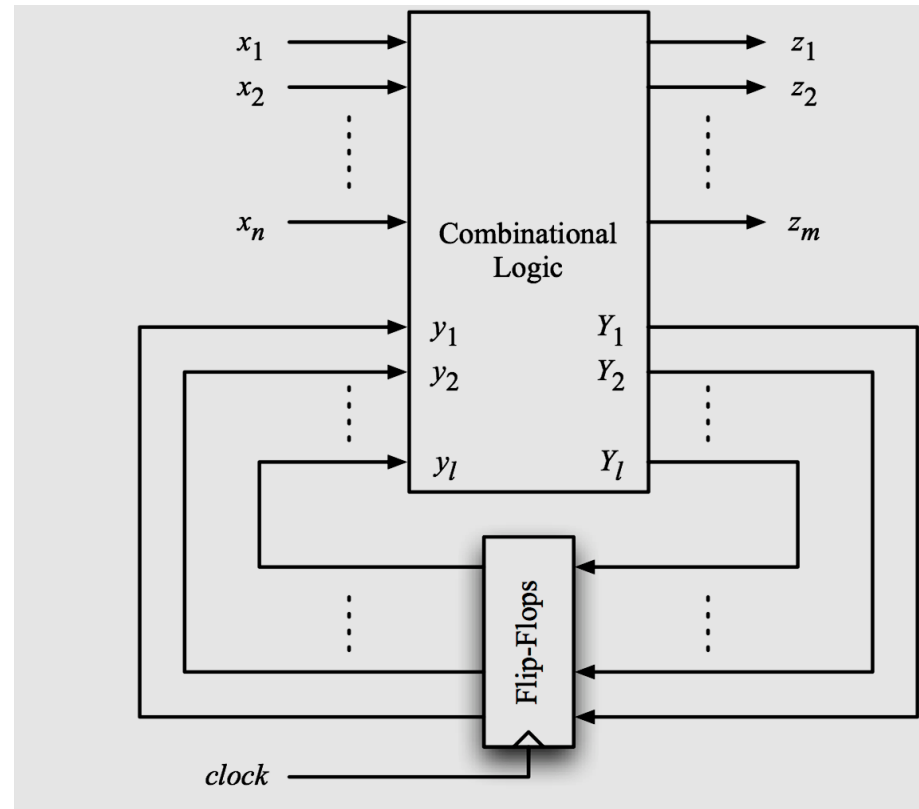 x1 z1
x2 z2
xn zm
Combinational
Logic
y1 Y1
y2 Y2
yl Yl
Flip-Flops
clock